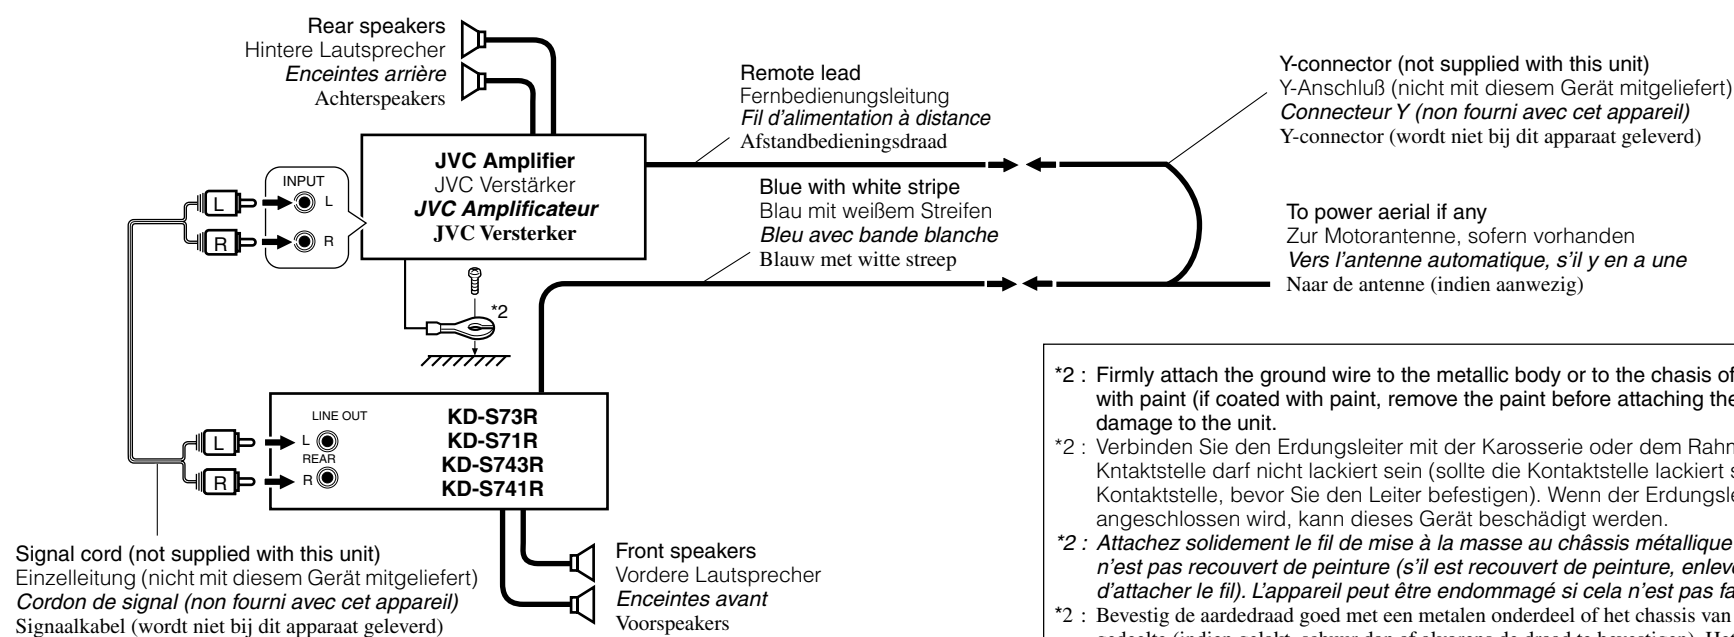 Rear speakers
Hintere Lautsprecher
Enceintes arrière
Achterspeakers
Remote lead
Fernbedienungsleitung
Fil d'alimentation à distance
Afstandbedieningsdraad
Y-connector (not supplied with this unit)
Y-Anschluß (nicht mit diesem Gerät mitgeliefert)
Connecteur Y (non fourni avec cet appareil)
Y-connector (wordt niet bij dit apparaat geleverd)
JVC Amplifier
JVC Verstärker
JVC Amplificateur
JVC Versterker
INPUT
L
L
R
R
Blue with white stripe
Blau mit weißem Streifen
Bleu avec bande blanche
Blauw met witte streep
To power aerial if any
Zur Motorantenne, sofern vorhanden
Vers l'antenne automatique, s'il y en a une
Naar de antenne (indien aanwezig)
*2
LINE OUT
L
L
REAR
R
R
KD-S73R
KD-S71R
KD-S743R
KD-S741R
Signal cord (not supplied with this unit)
Einzelleitung (nicht mit diesem Gerät mitgeliefert)
Cordon de signal (non fourni avec cet appareil)
Signaalkabel (wordt niet bij dit apparaat geleverd)
Front speakers
Vordere Lautsprecher
Enceintes avant
Voorspeakers
*2 : Firmly attach the ground wire to the metallic body or to the chasis of
with paint (if coated with paint, remove the paint before attaching the
damage to the unit.
*2 : Verbinden Sie den Erdungsleiter mit der Karosserie oder dem Rahn
Kntaktstelle darf nicht lackiert sein (sollte die Kontaktstelle lackiert s
Kontaktstelle, bevor Sie den Leiter befestigen). Wenn der Erdungsle
angeschlossen wird, kann dieses Gerät beschädigt werden.
*2 : Attachez solidement le fil de mise à la masse au châssis métallique
n'est pas recouvert de peinture (s'il est recouvert de peinture, enleve
d'attacher le fil). L'appareil peut être endommagé si cela n'est pas fa
*2 : Bevestig de aardedraad goed met een metalen onderdeel of het chassis van